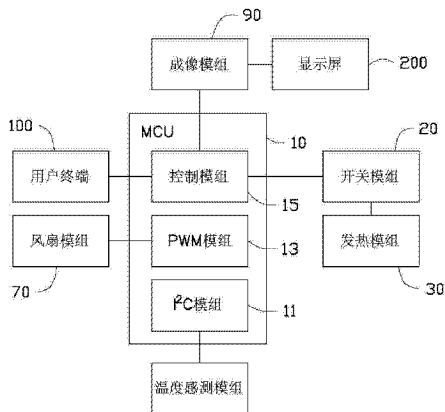 90
成像模组
显示屏
200
100
MCU
10
20
用户终端
控制模组
开关模组
15
风扇模组
PWM模组
13
发热模组
70
I²C模组
11
30
温度感测模组